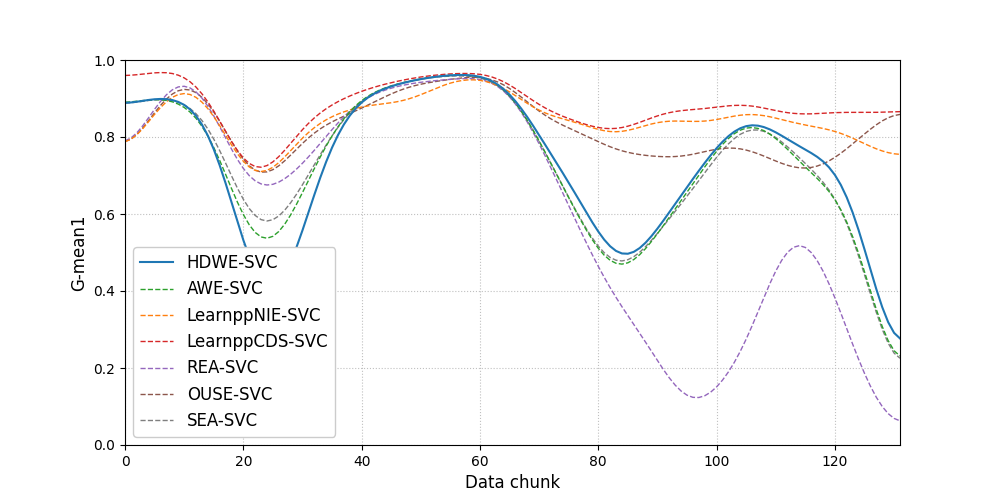 1.0
0.8
0.6
0.4
0.2
0.0
G-mean1
HDWE-SVC
AWE-SVC
LearnppNIE-SVC
LearnppCDS-SVC
REA-SVC
OUSE-SVC
SEA-SVC
0 20 40 60 80 100 120
Data chunk